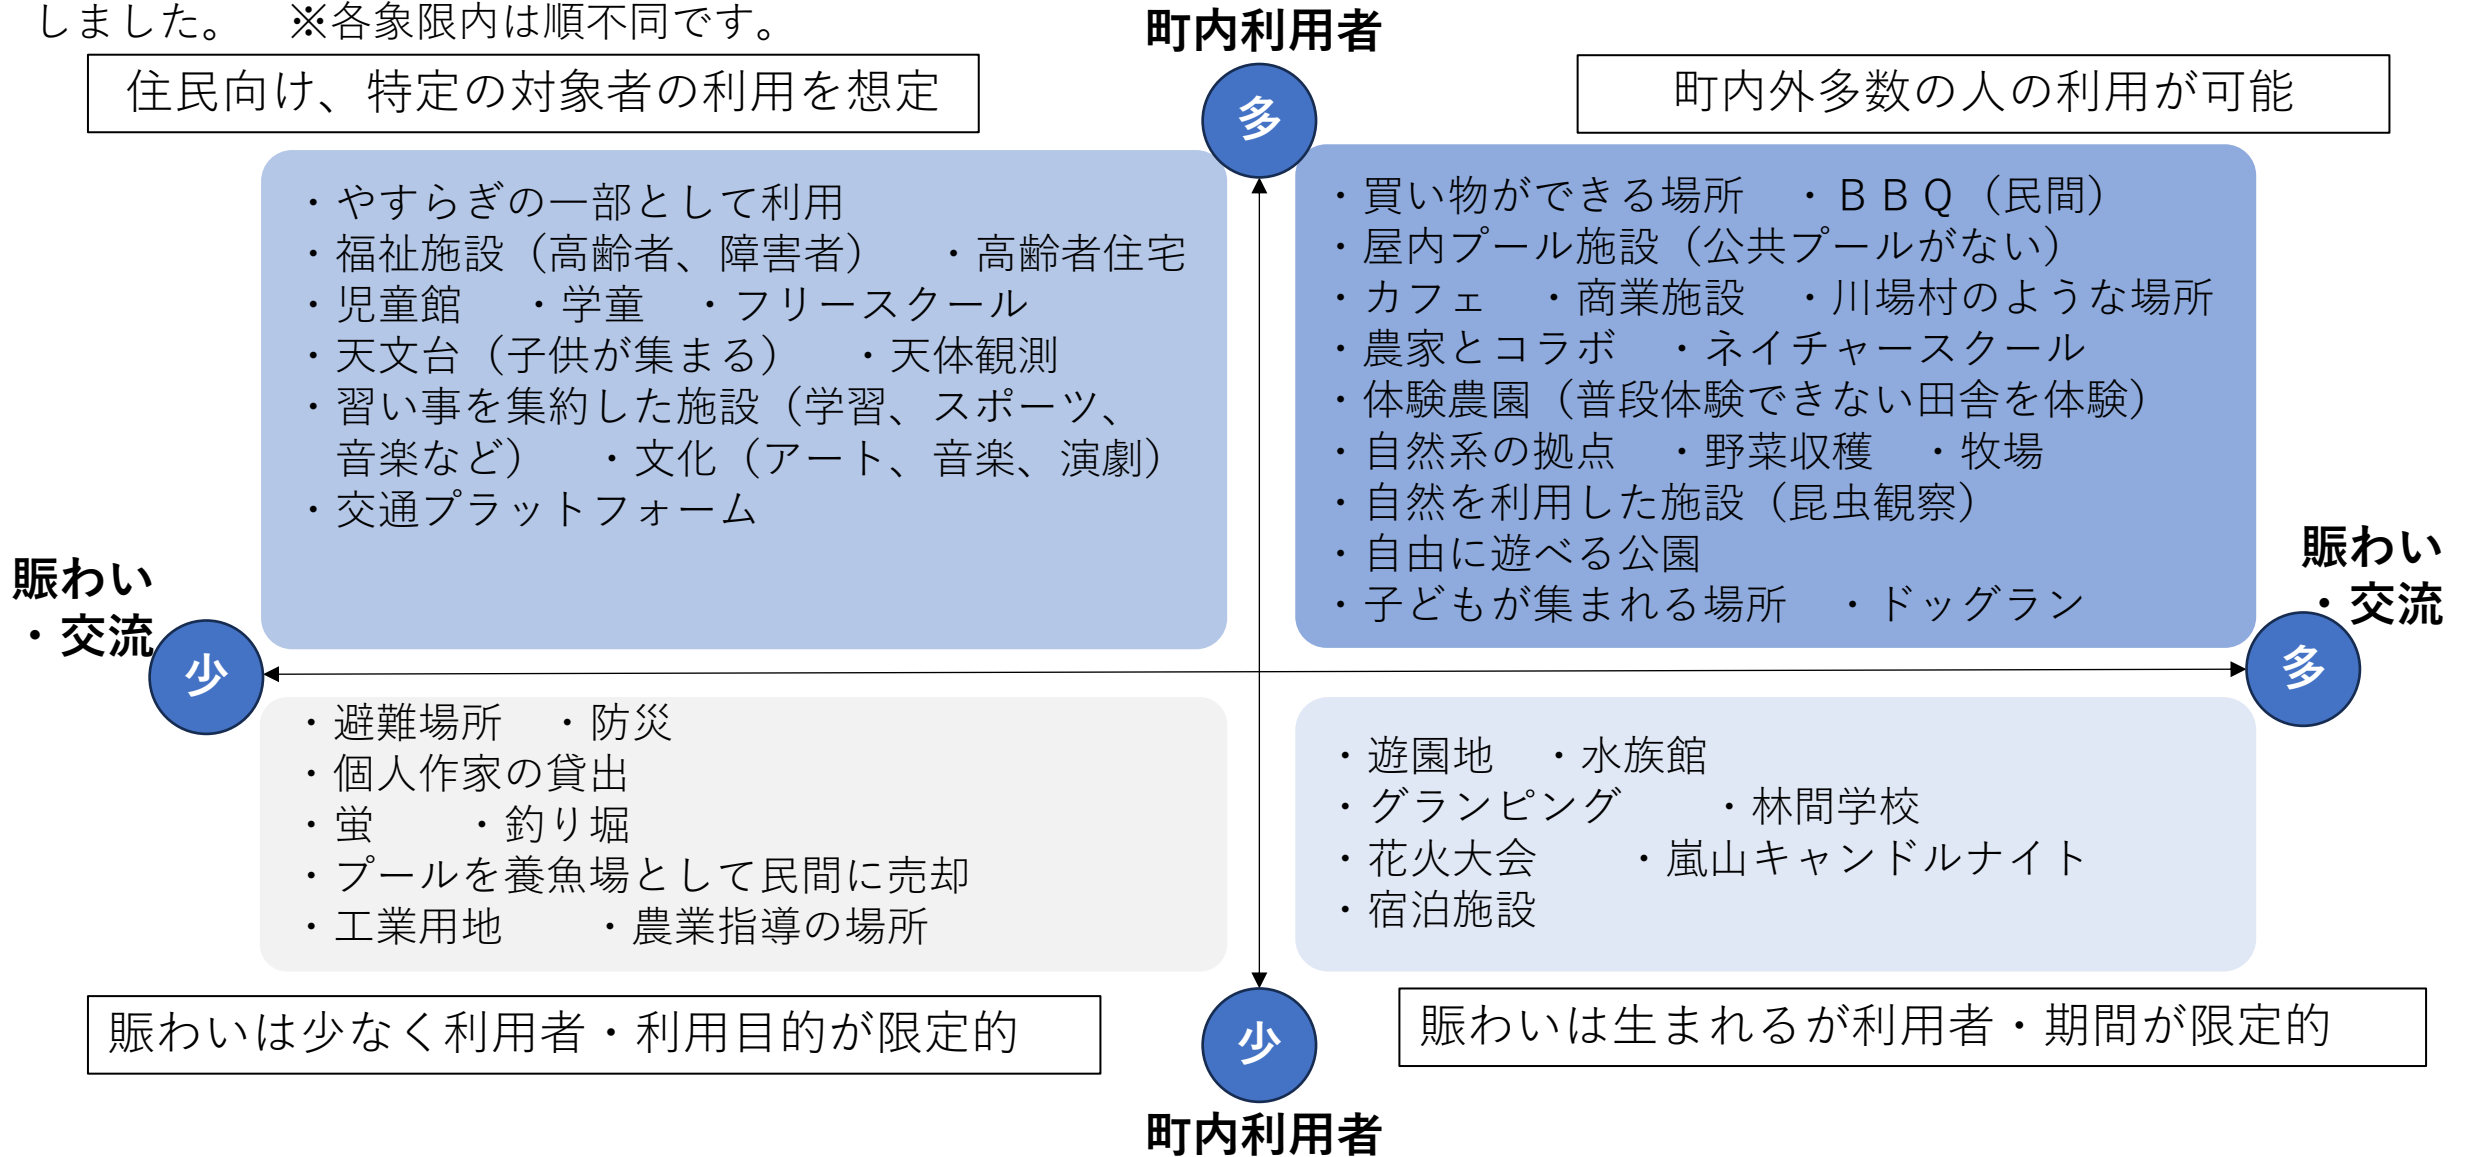 しました。　※各象限内は順不同です。
町内利用者
多
住民向け、特定の対象者の利用を想定
町内外多数の人の利用が可能
・やすらぎの一部として利用
・福祉施設（高齢者、障害者）　・高齢者住宅
・児童館　・学童　・フリースクール
・天文台（子供が集まる）　・天体観測
・習い事を集約した施設（学習、スポーツ、
音楽など）　・文化（アート、音楽、演劇）
・交通プラットフォーム
・買い物ができる場所　・ＢＢＱ（民間）
・屋内プール施設（公共プールがない）
・カフェ　・商業施設　・川場村のような場所
・農家とコラボ　・ネイチャースクール
・体験農園（普段体験できない田舎を体験）
・自然系の拠点　・野菜収穫　・牧場
・自然を利用した施設（昆虫観察）
・自由に遊べる公園
・子どもが集まれる場所　・ドッグラン
賑わい
・交流
少
賑わい
・交流
多
・避難場所　・防災
・個人作家の貸出
・蛍　　・釣り堀
・プールを養魚場として民間に売却
・工業用地　　・農業指導の場所
・遊園地　・水族館
・グランピング　　・林間学校
・花火大会　　・嵐山キャンドルナイト
・宿泊施設
賑わいは少なく利用者・利用目的が限定的
賑わいは生まれるが利用者・期間が限定的
少
町内利用者